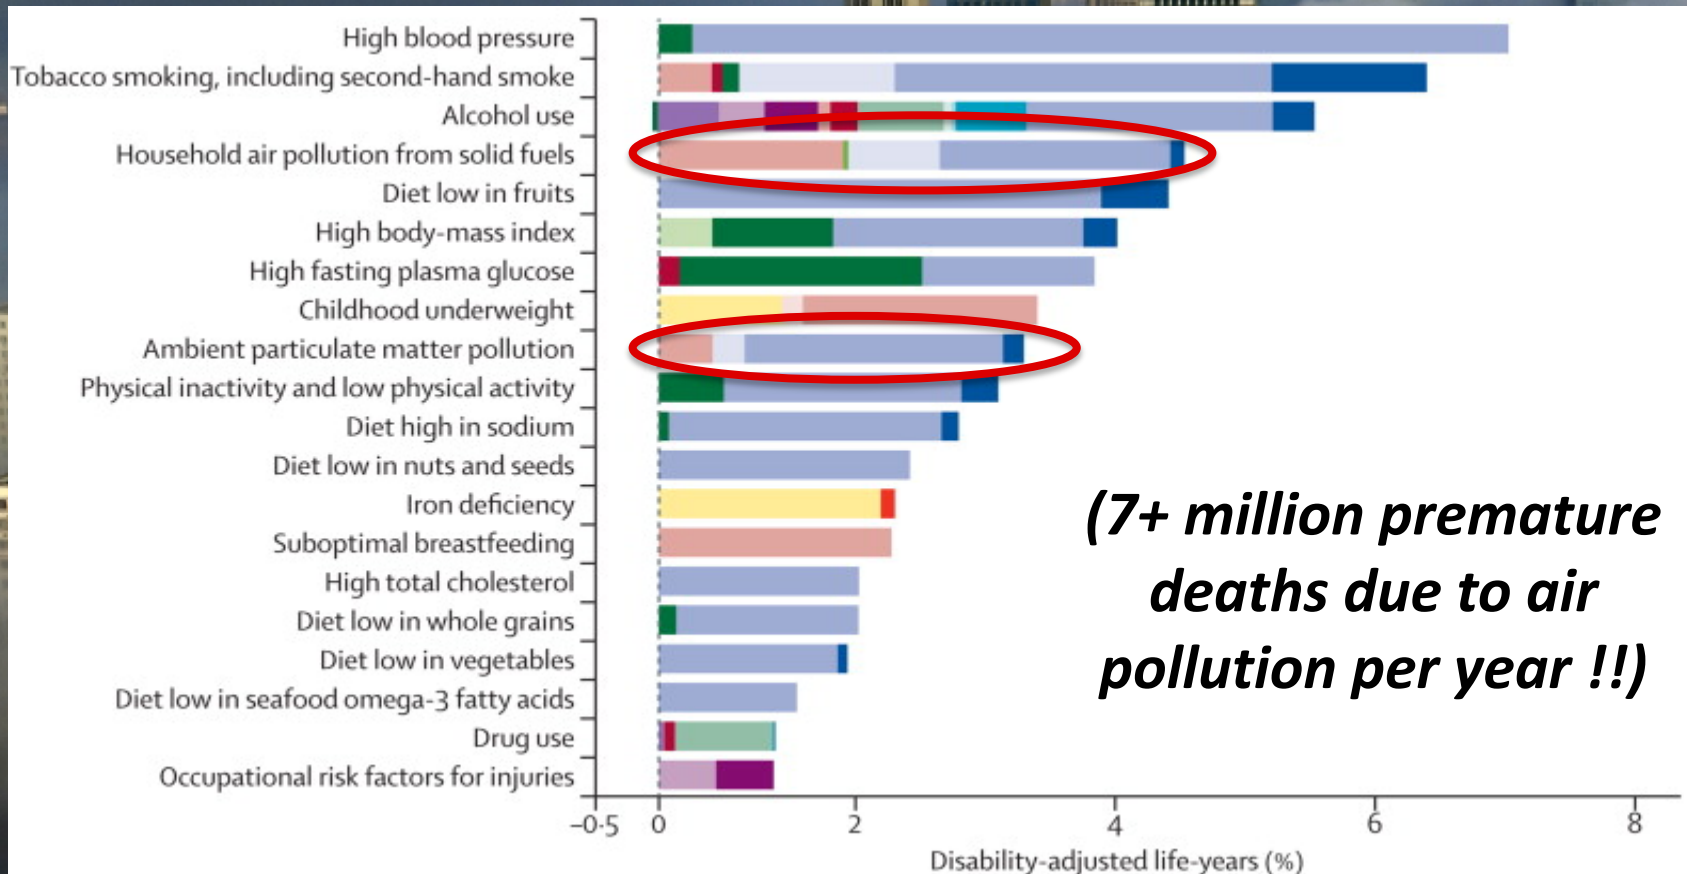 High blood pressure
Tobacco smoking, including second-hand smoke
Alcohol use
Household air pollution from solid fuels
Diet low in fruits
High body-mass index
High fasting plasma glucose
Childhood underweight
Ambient particulate matter pollution
Physical inactivity and low physical activity
Diet high in sodium
Diet low in nuts and seeds
Iron deficiency
Suboptimal breastfeeding
High total cholesterol
Diet low in whole grains
Diet low in vegetables
Diet low in seafood omega-3 fatty acids
Drug use
Occupational risk factors for injuries
(7+ million premature
deaths due to air
pollution per year !!)
–0·5 0 2 4 6 8
Disability-adjusted life-years (%)